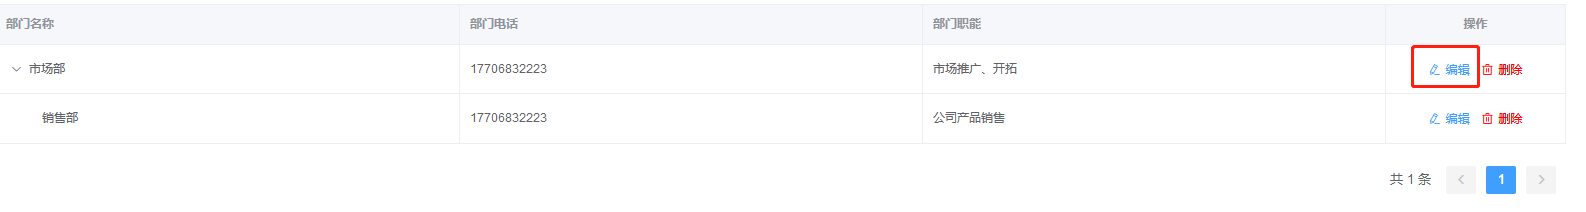 部门名称 部门电话 部门职能 操作
市场部 17706832223 市场推广、开拓 编辑 删除
销售部 17706832223 公司产品销售 编辑 删除
共 1 条 1